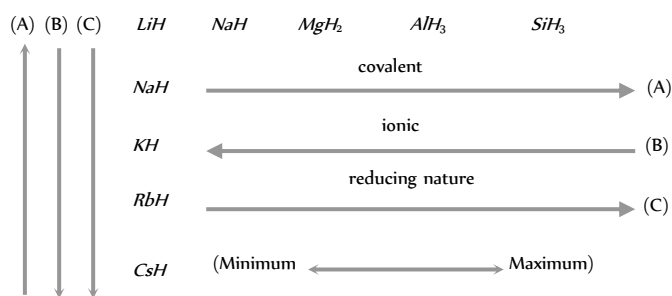 (A) (B) (C) LiH NaH MgH₂ AlH₃ SiH₃
covalent
NaH (A)
ionic
KH (B)
reducing nature
RbH (C)
CsH (Minimum Maximum)